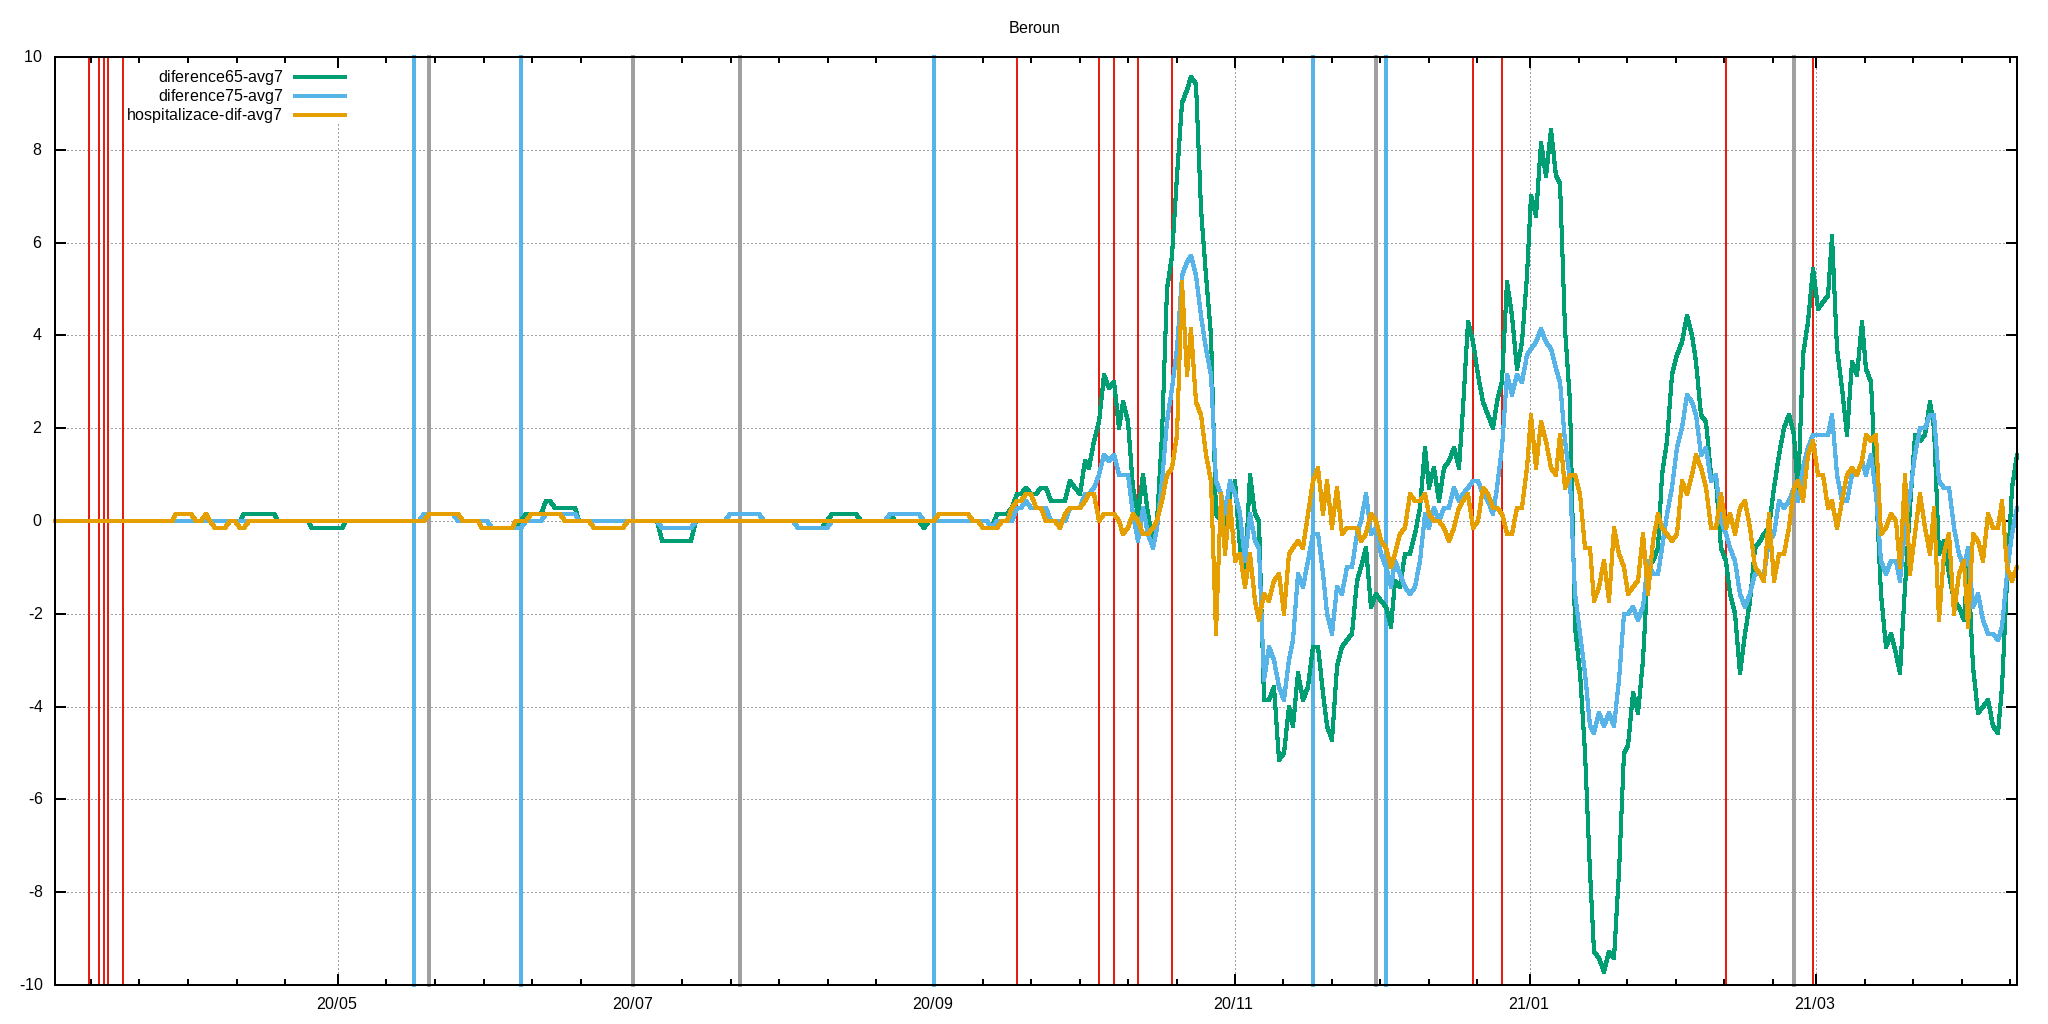 Beroun
10
diference65-avg7
diference75-avg7
hospitalizace-dif-avg7
8
6
4
2
0
-2
-4
-6
-8
-10
20/05 20/07 20/09 20/11 21/01 21/03